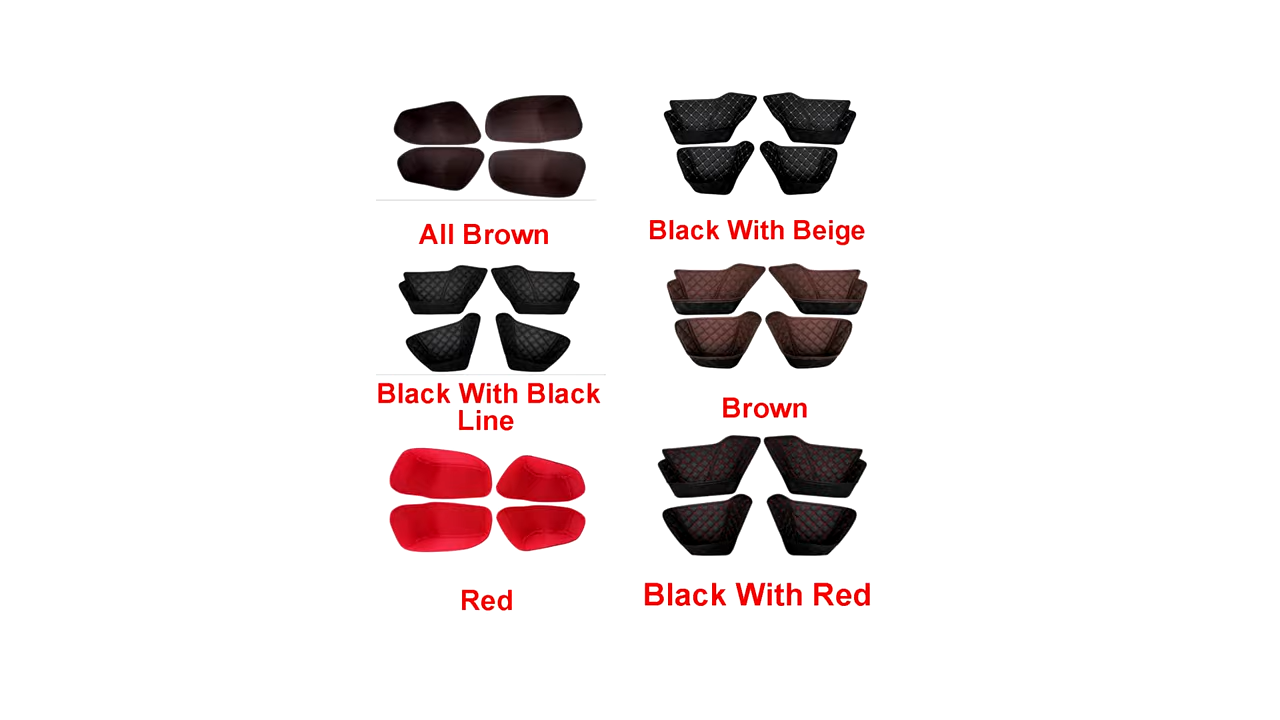 All Brown
Black With Beige
Black With Black
Line
Brown
Red
Black With Red